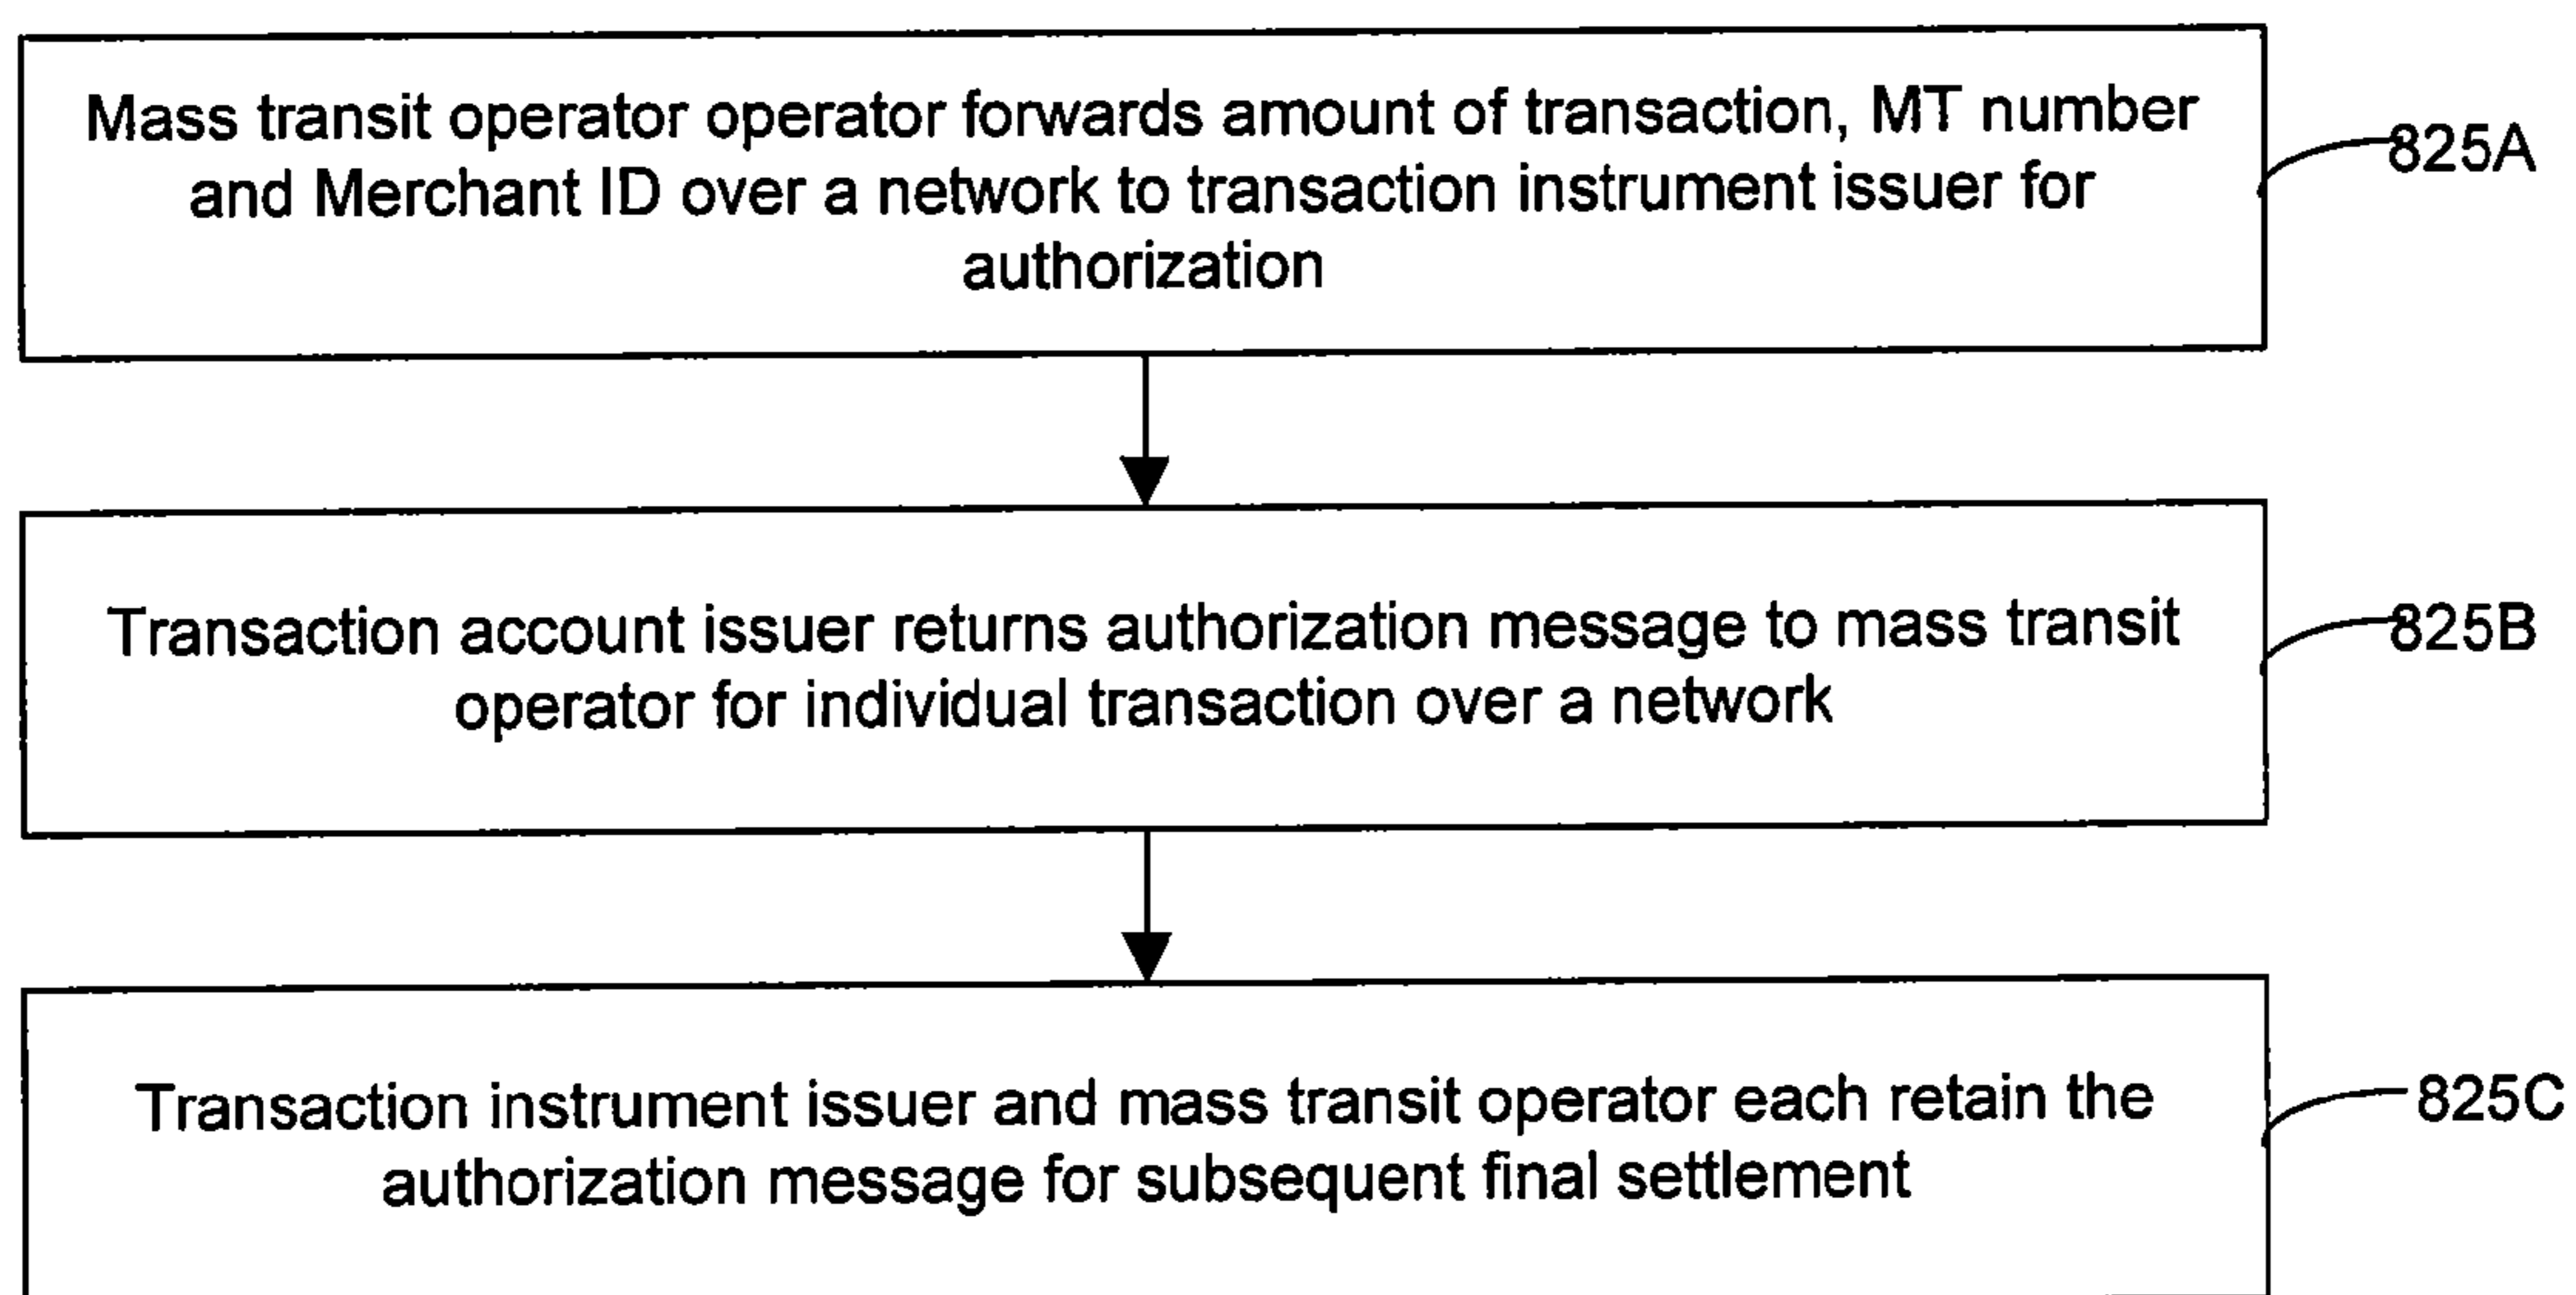 Mass transit operator operator forwards amount of transaction, MT number
and Merchant ID over a network to transaction instrument issuer for
authorization
825A
Transaction account issuer returns authorization message to mass transit
operator for individual transaction over a network
825B
Transaction instrument issuer and mass transit operator each retain the
authorization message for subsequent final settlement
825C